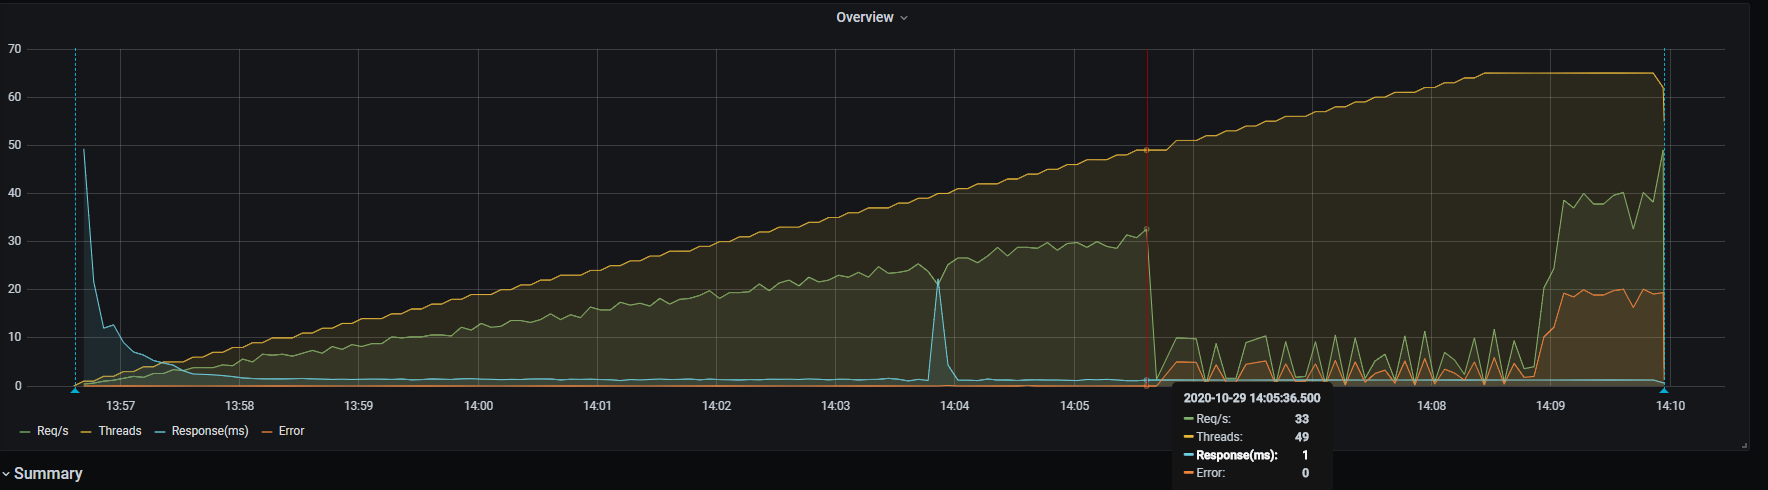 Overview
70
60
50
40
30
20
10
0
13:57 13:58 13:59 14:00 14:01 14:02 14:03 14:04 14:05 14:08 14:09 14:10
2020-10-29 14:05:36.500
Req/s: 33
Threads: 49
Response(ms): 1
Error: 0
Req/s Threads Response(ms) Error
Summary